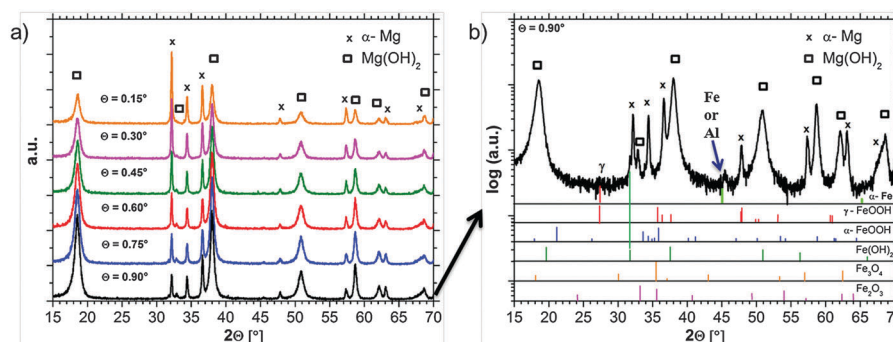 a)
x α- Mg
Mg(OH)2
Θ = 0.15°
Θ = 0.30°
Θ = 0.45°
Θ = 0.60°
Θ = 0.75°
Θ = 0.90°
a.u.
15 20 25 30 35 40 45 50 55 60 65 70
2Θ [°]
b)
Θ = 0.90°
x α- Mg
Mg(OH)2
Fe
or
Al
γ
log (a.u.)
α- Fe
γ - FeOOH
α - FeOOH
Fe(OH)2
Fe3O4
Fe2O3
15 20 25 30 35 40 45 50 55 60 65 70
2Θ [°]